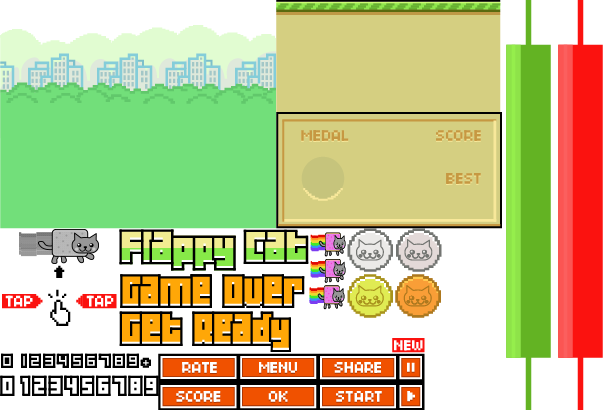 MEDAL SCORE
BEST
Flappy Cat
TAP TAP
Game Over
Get Ready
NEW
0 123456789+
RATE MENU SHARE
0 123456789
SCORE OK START